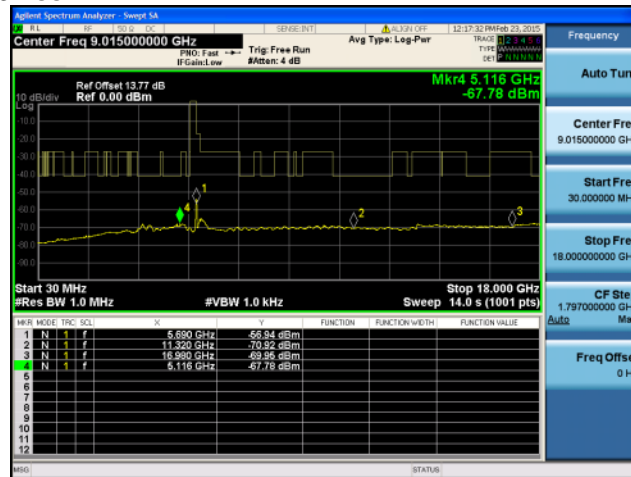 Agilent Spectrum Analyzer - Swept SA
RL RF 50 Ω DC SENSE:INT ALIGN OFF 12:17:32 PM Feb 23, 2015
Center Freq 9.015000000 GHz Avg Type: Log-Pwr TRACE 1 2 3 4 5 6
PNO: Fast Trig: Free Run TYPE
IFGain:Low #Atten: 4 dB DET P N N N N N
Frequency
Auto Tun
Mkr4 5.116 GHz
-67.78 dBm
Ref Offset 13.77 dB
10 dB/div Ref 0.00 dBm
Log
-10.0
-20.0
-30.0
-40.0
-50.0
-60.0
-70.0
-80.0
-90.0
1
4
2
3
Center Fre
9.015000000 GH
Start Fre
30.000000 MH
Stop Fre
18.000000000 GH
Start 30 MHz Stop 18.000 GHz
#Res BW 1.0 MHz #VBW 1.0 kHz Sweep 14.0 s (1001 pts)
CF Ste
1.797000000 GH
Auto Ma
Freq Offse
0 H
MKR MODE TRC SCL X Y FUNCTION FUNCTION WIDTH FUNCTION VALUE
1 N 1 f 5.690 GHz -56.94 dBm
2 N 1 f 11.320 GHz -70.92 dBm
3 N 1 f 16.980 GHz -69.95 dBm
4 N 1 f 5.116 GHz -67.78 dBm
5
6
7
8
9
10
11
12
MSG STATUS